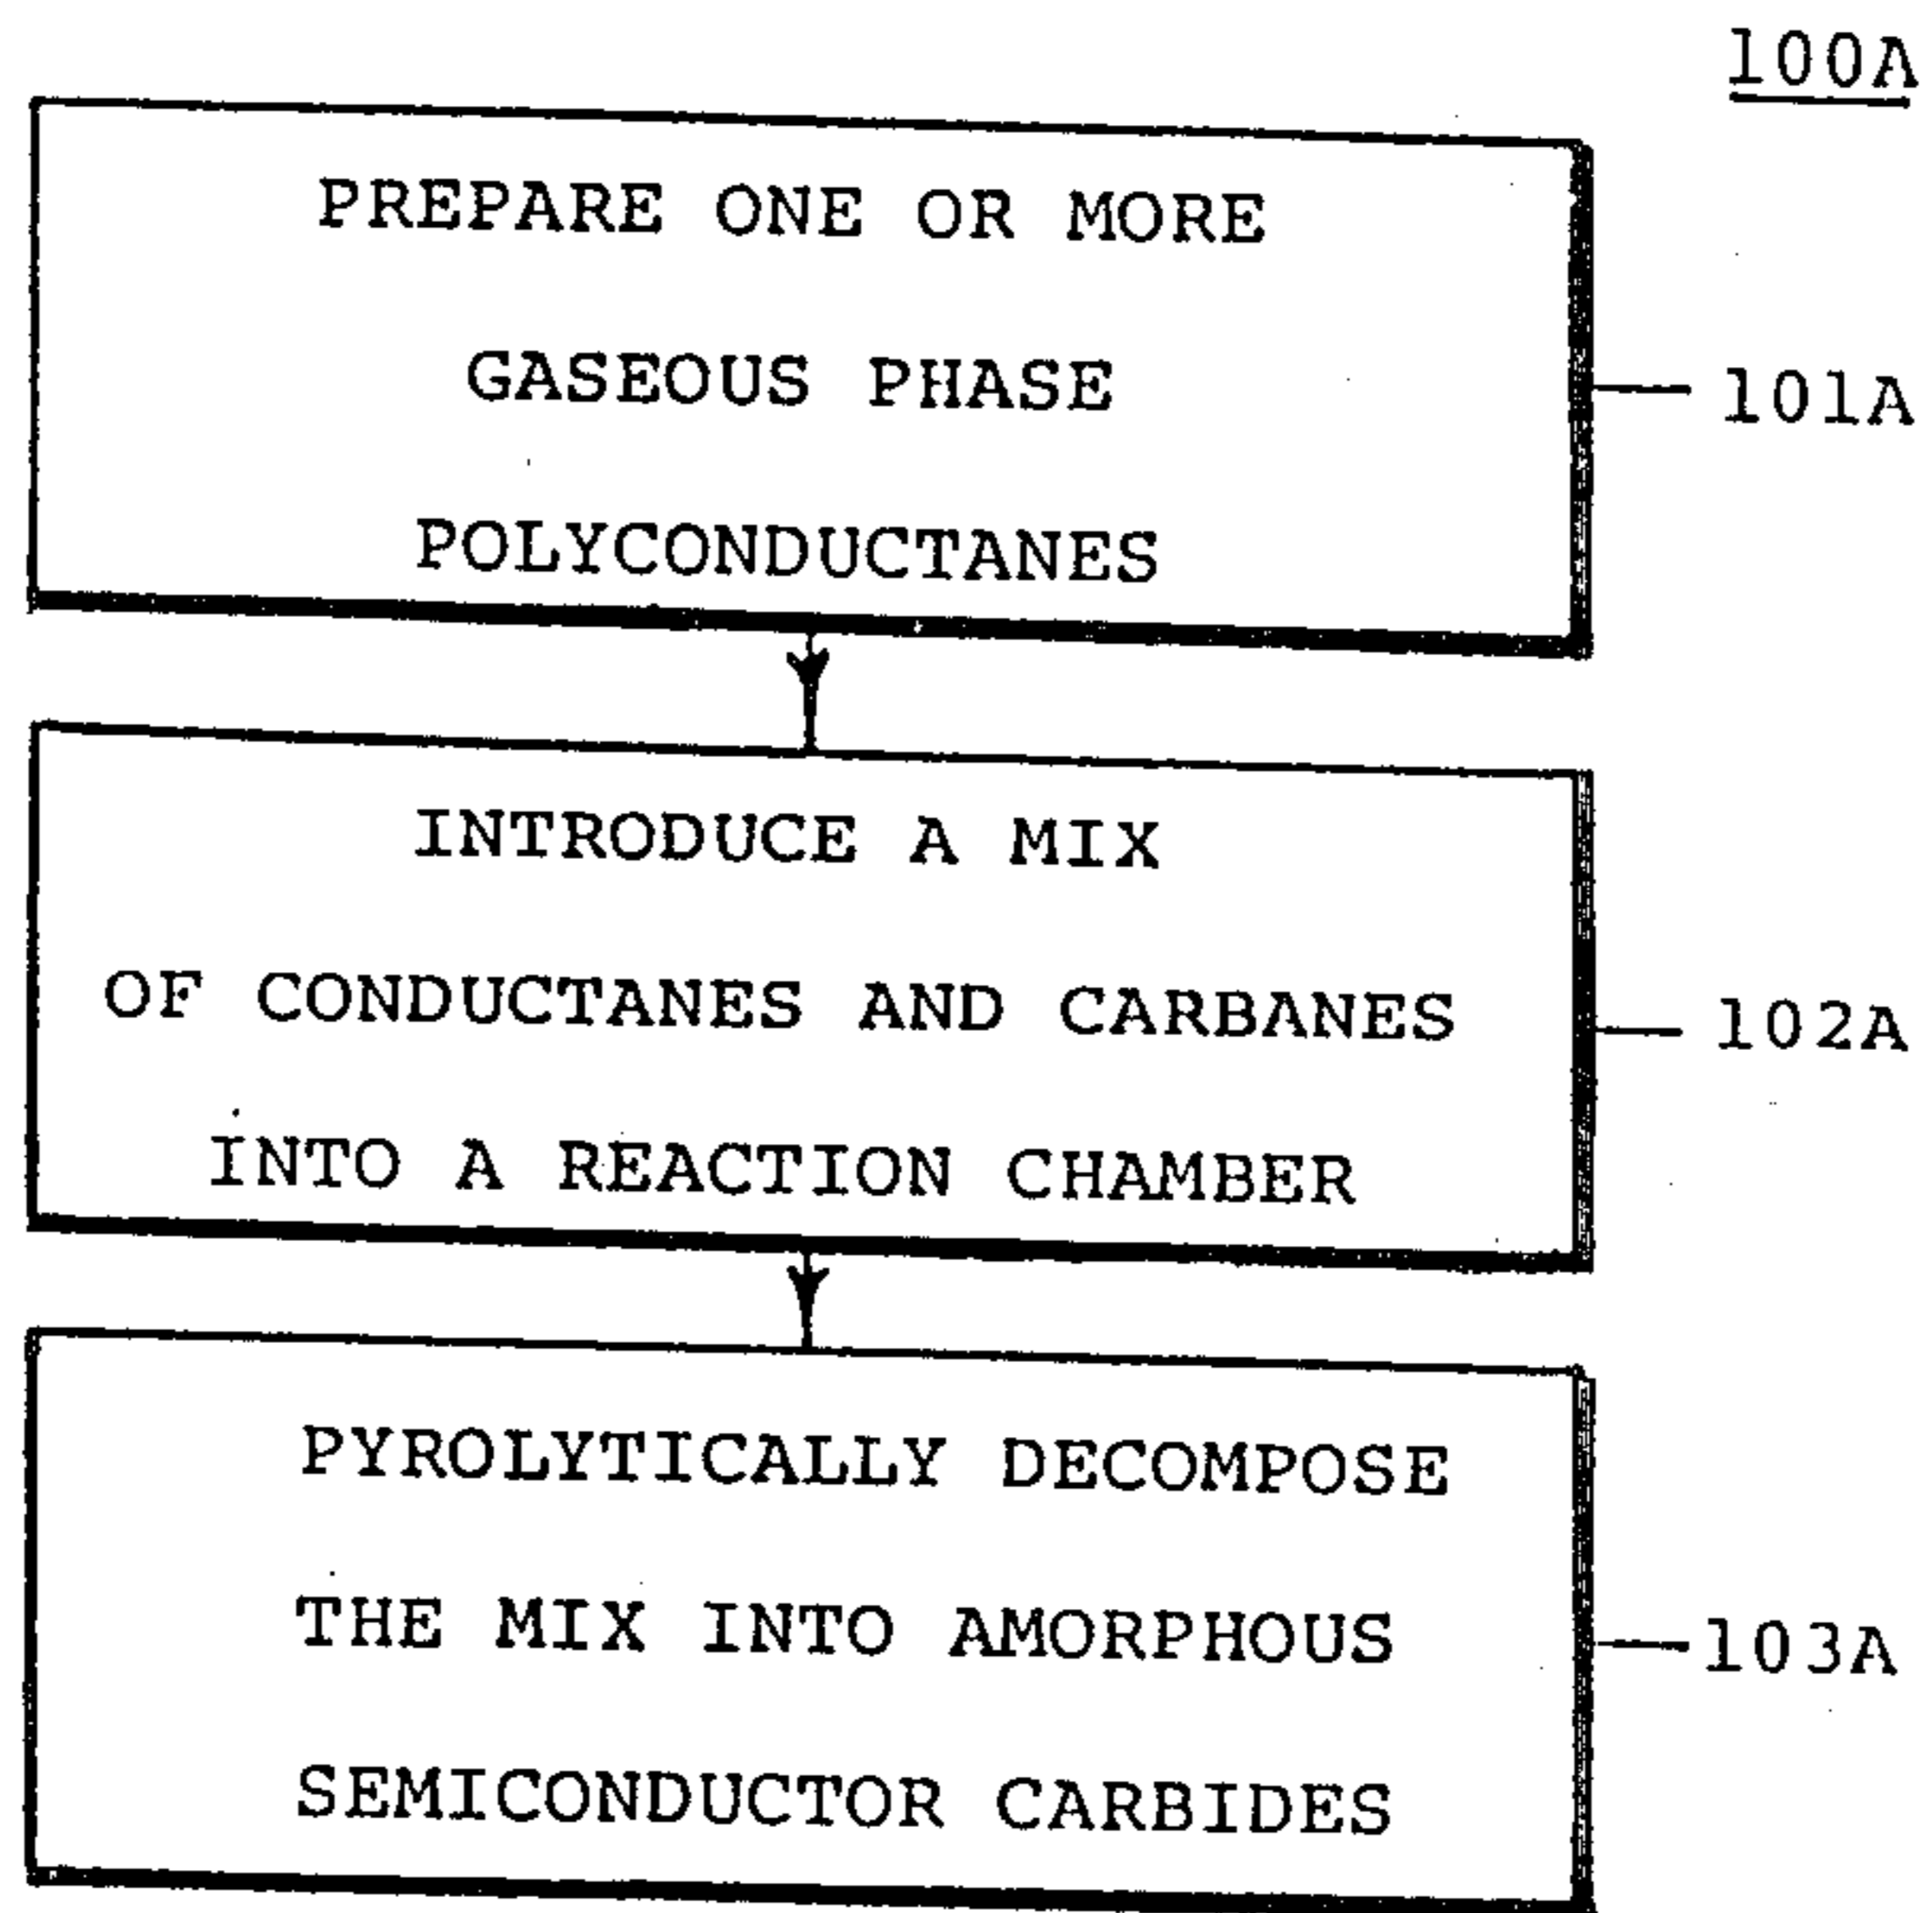 100A
PREPARE ONE OR MORE
GASEOUS PHASE
POLYCONDUCTANES
101A
INTRODUCE A MIX
OF CONDUCTANES AND CARBANES
INTO A REACTION CHAMBER
102A
PYROLYTICALLY DECOMPOSE
THE MIX INTO AMORPHOUS
SEMICONDUCTOR CARBIDES
103A